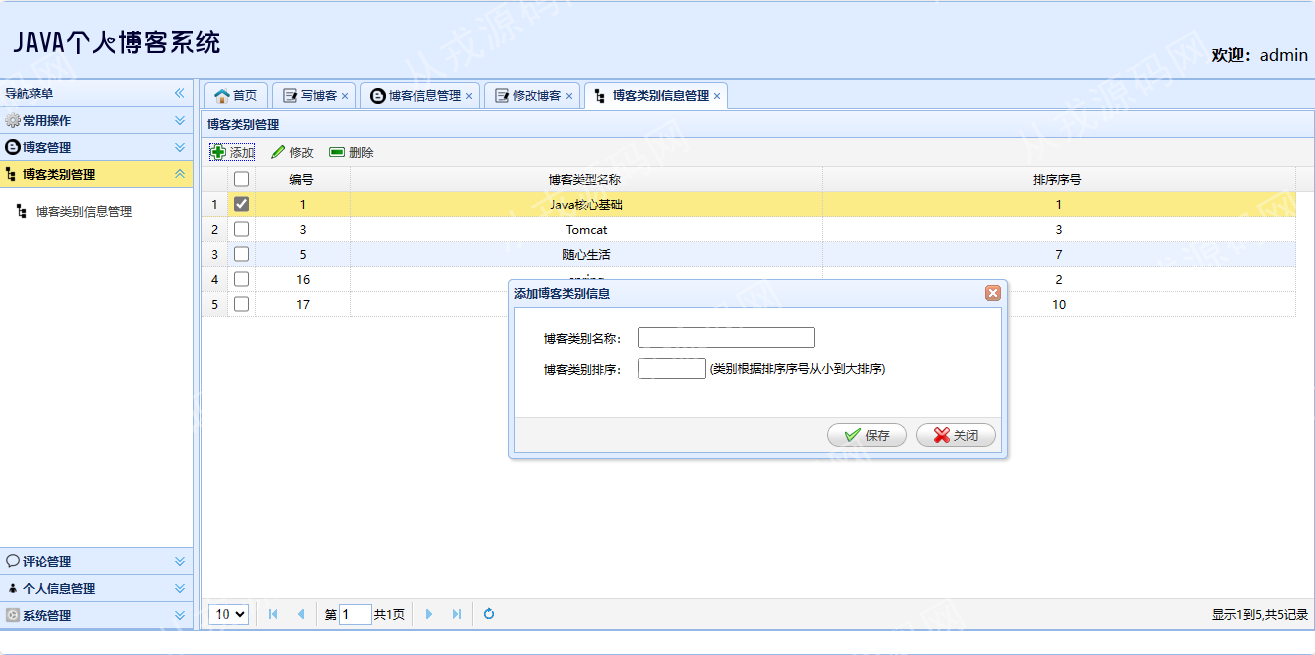 JAVA个人博客系统
欢迎：admin
导航菜单
常用操作
博客管理
博客类别管理
博客类别信息管理
评论管理
个人信息管理
系统管理
首页 写博客 博客信息管理 修改博客 博客类别信息管理
博客类别管理
添加 修改 删除
编号 博客类型名称 排序序号
1 1 Java核心基础 1
2 3 Tomcat 3
3 5 随心生活 7
4 16 2
5 17 10
添加博客类别信息
博客类别名称：
博客类别排序： (类别根据排序序号从小到大排序)
保存 关闭
10 第 1 共1页
显示1到5,共5记录
从戎源码网